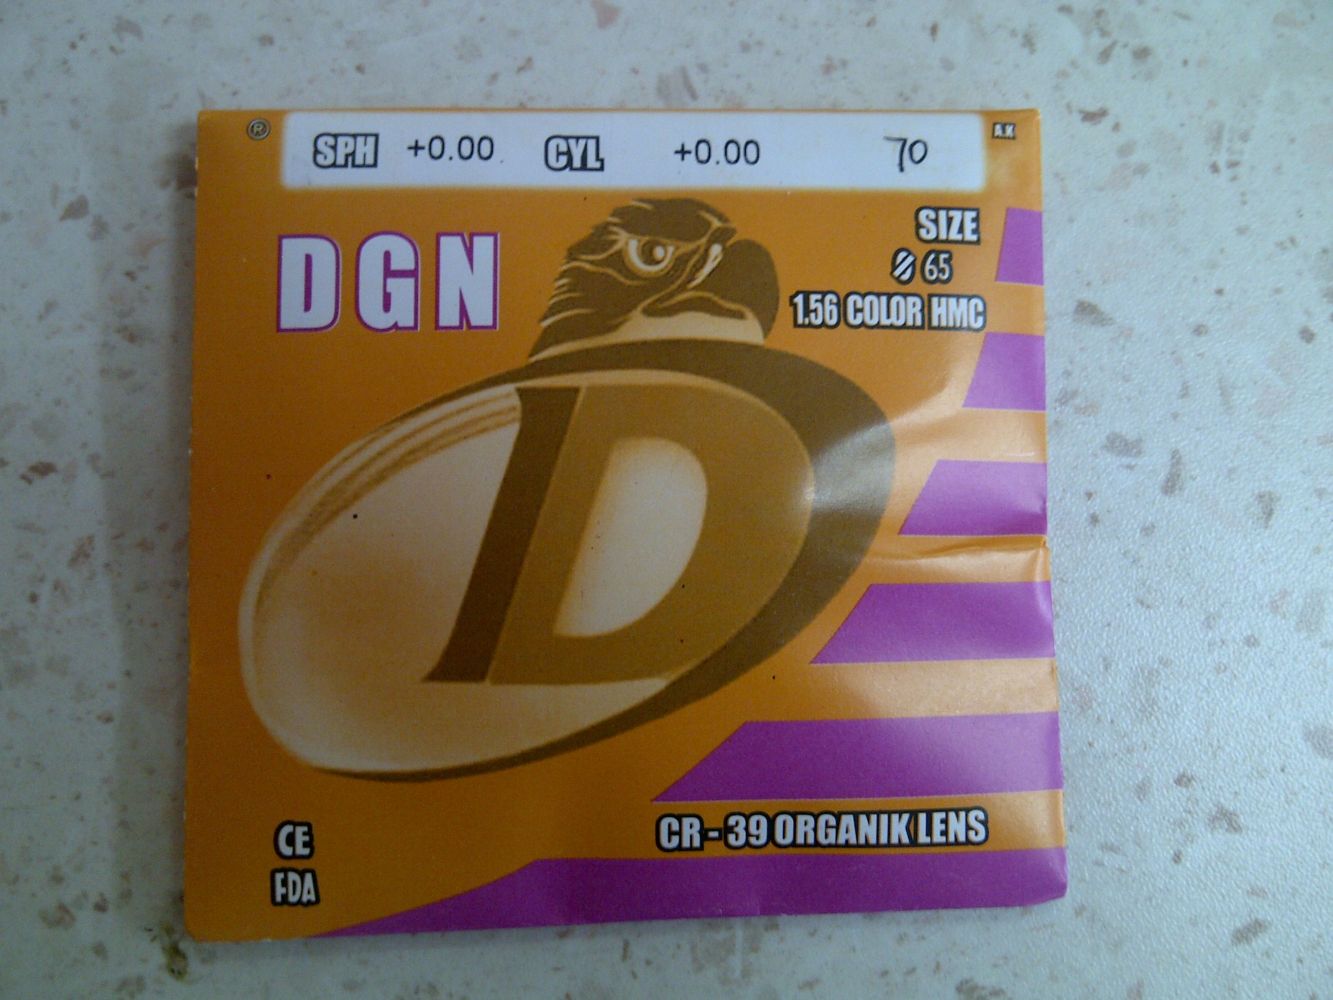 ® SPH +0.00 CYL +0.00 70 A.K
DGN
SIZE
Ø 65
1.56 COLOR HMC
D
CR-39 ORGANIK LENS
CE
FDA